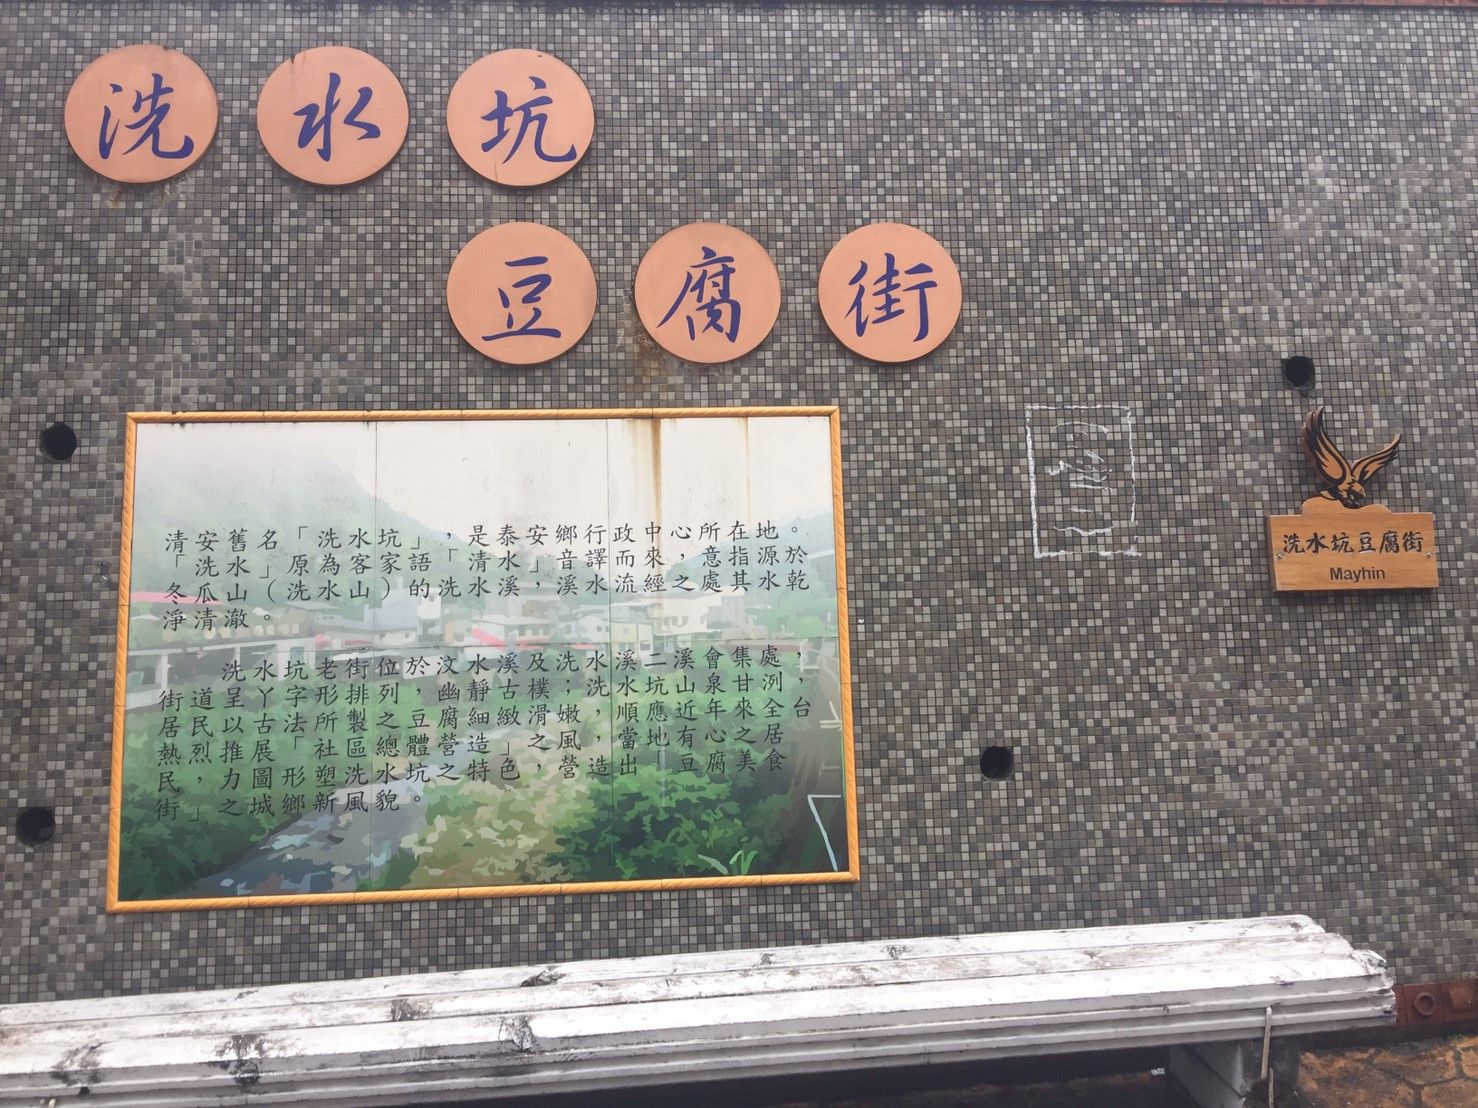 洗水坑
豆腐街
清安舊名「洗水坑」，是泰安鄉行政中心所在地。
「洗水」原為客家語「清水」音譯而來，意指源於
冬瓜山（洗水山）的洗水溪，溪水流經之處其水乾
淨清澈。
洗水坑老街位於汶水溪及洗水溪二溪會集處，
街道呈丫字形排列，幽靜古樸；洗水坑山泉甘洌，
居民以古法所製之豆腐細緻滑嫩，順應近年來全台
熱烈推展「社區總體營造」之風，當地有心之居
民，力圖形塑洗水坑之特色，營造出「豆腐美食
街」之城鄉新風貌。
洗水坑豆腐街
Mayhin